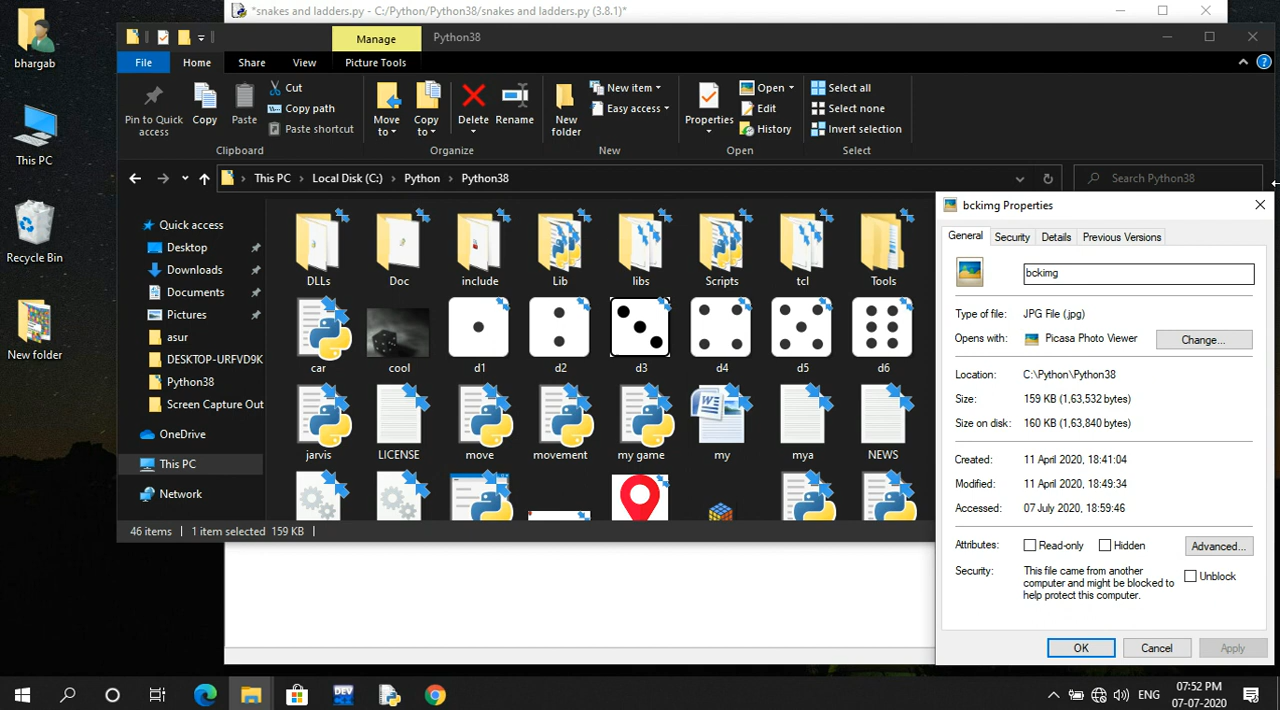 *snakes and ladders.py - C:/Python/Python38/snakes and ladders.py (3.8.1)*
Manage
Python38
File
Home
Share
View
Picture Tools
Pin to Quick access
Copy
Paste
Cut
Copy path
Paste shortcut
Clipboard
Move to
Copy to
Delete
Rename
Organize
New folder
New item
Easy access
New
Properties
Open
Edit
History
Open
Select all
Select none
Invert selection
Select
This PC > Local Disk (C:) > Python > Python38
Search Python38
bhargab
This PC
Recycle Bin
New folder
Quick access
Desktop
Downloads
Documents
Pictures
asur
DESKTOP-URFVD9K
Python38
Screen Capture Out
OneDrive
This PC
Network
DLLs
Doc
include
Lib
libs
Scripts
tcl
Tools
car
cool
d1
d2
d3
d4
d5
d6
jarvis
LICENSE
move
movement
my game
my
mya
NEWS
46 items
1 item selected 159 KB
bckimg Properties
General
Security
Details
Previous Versions
bckimg
Type of file: JPG File (.jpg)
Opens with: Picasa Photo Viewer
Change...
Location: C:\Python\Python38
Size: 159 KB (1,63,532 bytes)
Size on disk: 160 KB (1,63,840 bytes)
Created: 11 April 2020, 18:41:04
Modified: 11 April 2020, 18:49:34
Accessed: 07 July 2020, 18:59:46
Attributes: Read-only Hidden
Advanced...
Security: This file came from another
computer and might be blocked to
help protect this computer.
Unblock
OK
Cancel
Apply
DEV
ENG
07:52 PM
07-07-2020